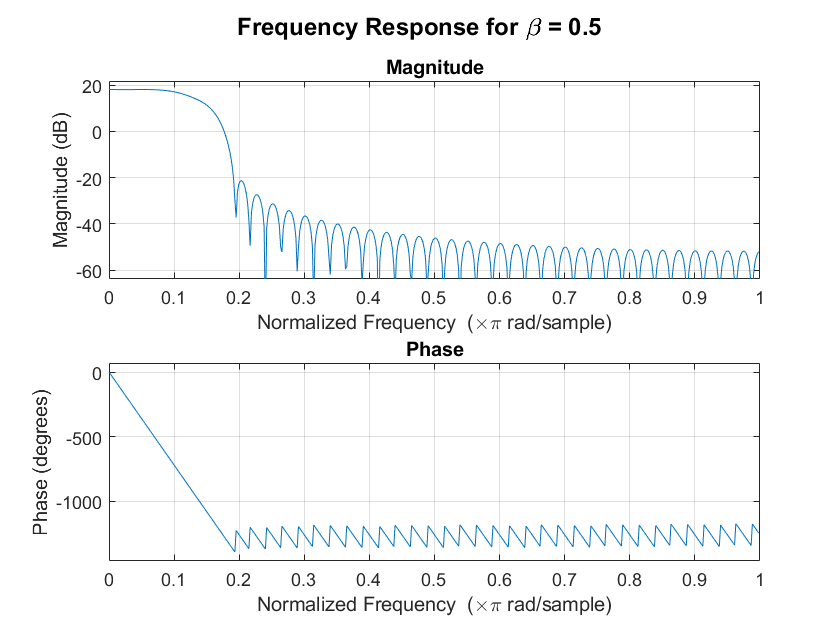 Frequency Response for β = 0.5
Magnitude
20
0
-20
-40
-60
Magnitude (dB)
0 0.1 0.2 0.3 0.4 0.5 0.6 0.7 0.8 0.9 1
Normalized Frequency (×π rad/sample)
Phase
0
-500
-1000
Phase (degrees)
0 0.1 0.2 0.3 0.4 0.5 0.6 0.7 0.8 0.9 1
Normalized Frequency (×π rad/sample)